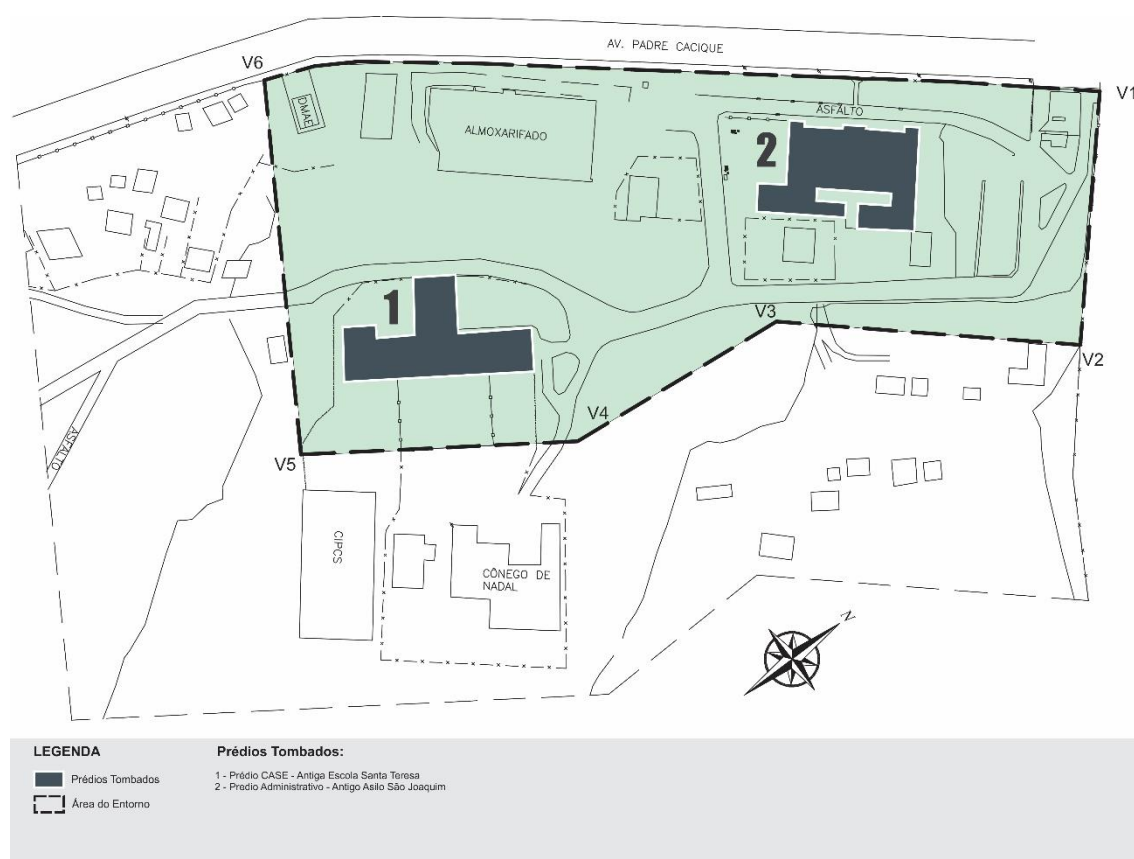 AV. PADRE CACIQUE
V6
V1
DMAE
ALMOXARIFADO
ASFALTO
2
1
V3
V2
V4
V5
ASFALTO
CIPCS
CÔNEGO DE
NADAL
N
LEGENDA
Prédios Tombados
Área do Entorno
Prédios Tombados:
1 - Prédio CASE - Antiga Escola Santa Teresa
2 - Predio Administrativo - Antigo Asilo São Joaquim